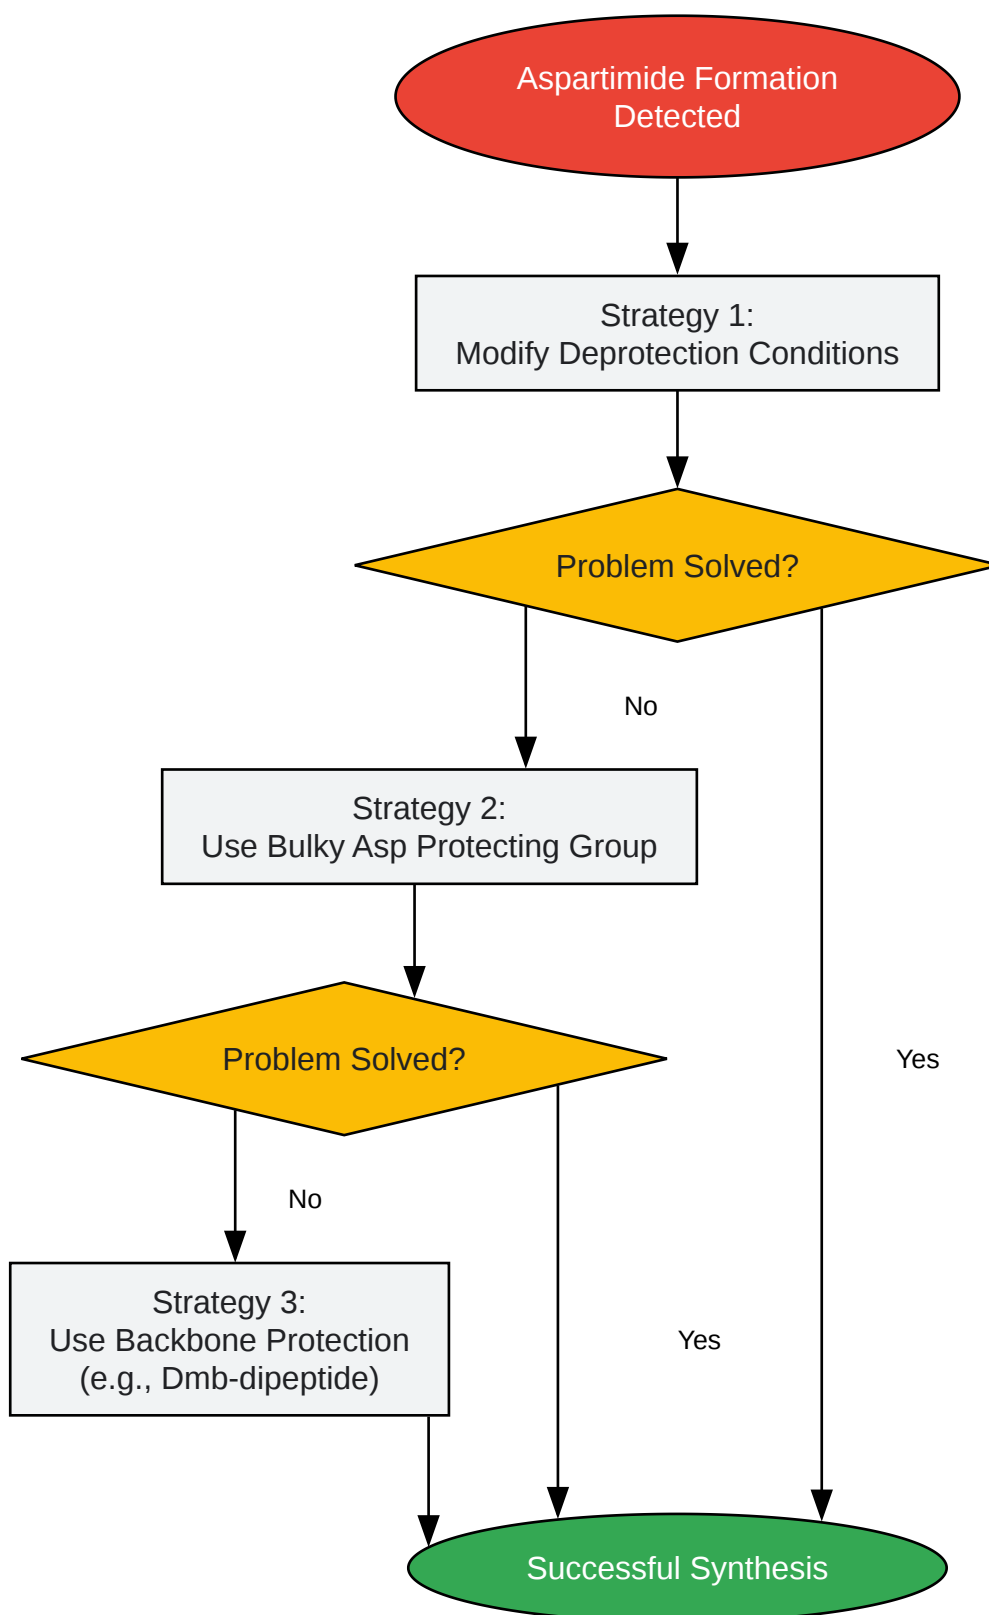 Aspartimide Formation
Detected
Strategy 1:
Modify Deprotection Conditions
Problem Solved?
No
Strategy 2:
Use Bulky Asp Protecting Group
Problem Solved?
Yes
No
Strategy 3:
Use Backbone Protection
(e.g., Dmb-dipeptide)
Yes
Successful Synthesis